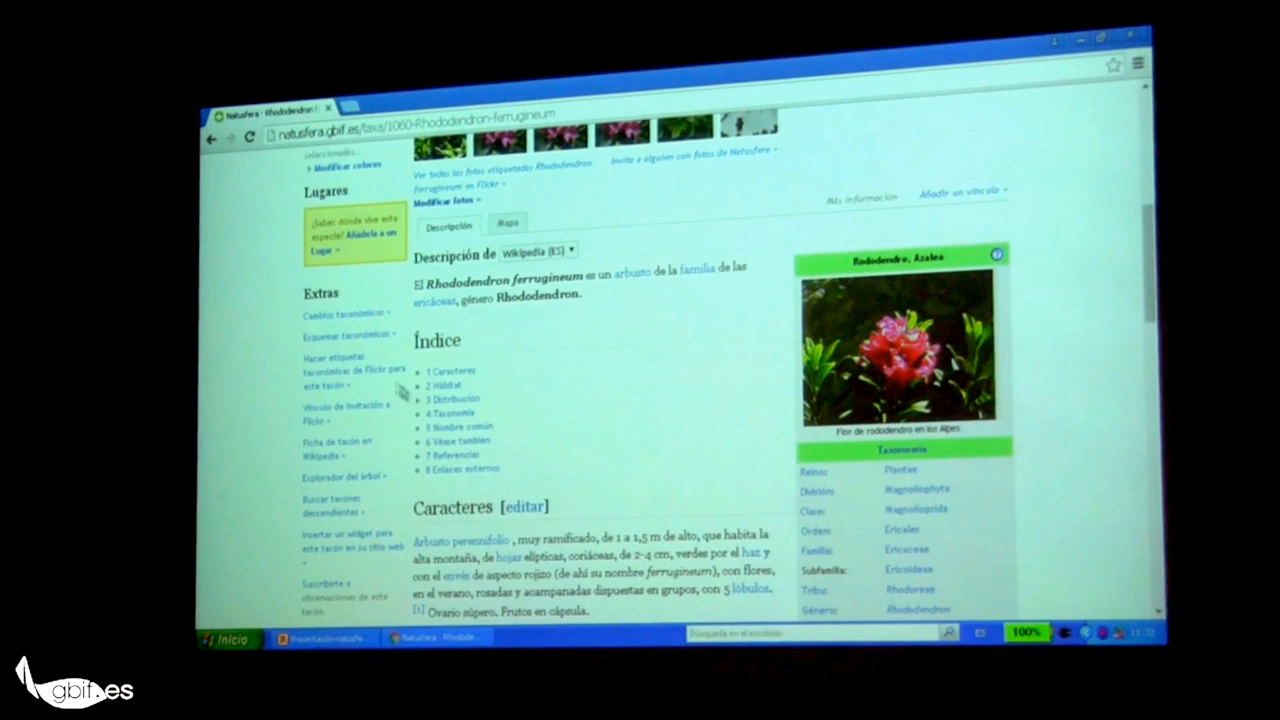 Natusfera · Rhododendron f
natusfera.gbif.es/taxa/1060-Rhododendron-ferrugineum
seleccionados...
Modificar colores
Lugares
¿Sabes dónde vive esta
especie? Añádela a un
Lugar »
Extras
Cambios taxonómicos »
Esquemas taxonómicos »
Hacer etiquetas
taxonómicas de Flickr para
este taxón »
Vínculo de invitación a
Flickr »
Ficha de taxón en
Wikipedia »
Explorador del árbol »
Buscar taxones
descendientes »
Insertar un widget para
este taxón en su sitio web
»
Suscribirte a
observaciones de este
taxón.
Ver todas las fotos etiquetadas Rhododendron
ferrugineum en Flickr »
Modificar fotos »
Invita a alguien con fotos de Natusfera »
Más información
Añadir un vínculo »
Descripción
Mapa
Descripción de Wikipedia (ES)
El Rhododendron ferrugineum es un arbusto de la familia de las
ericáceas, género Rhododendron.
Índice
1 Caracteres
2 Hábitat
3 Distribución
4 Taxonomía
5 Nombre común
6 Véase también
7 Referencias
8 Enlaces externos
Caracteres [editar]
Arbusto perennifolio , muy ramificado, de 1 a 1,5 m de alto, que habita la
alta montaña, de hojas elípticas, coriáceas, de 2-4 cm, verdes por el haz y
con el envés de aspecto rojizo (de ahí su nombre ferrugineum), con flores,
en el verano, rosadas y acampanadas dispuestas en grupos, con 5 lóbulos.
[1] Ovario súpero. Frutos en cápsula.
Rododendro, Azalea
Flor de rododendro en los Alpes
Taxonomía
Reino: Plantae
División: Magnoliophyta
Clase: Magnoliopsida
Orden: Ericales
Familia: Ericaceae
Subfamilia: Ericoideae
Tribu: Rhodoreae
Género: Rhododendron
Inicio
Presentación-natusfe...
Natusfera · Rhodode...
Búsqueda en el escritorio
ES
100%
11:32
gbif.es